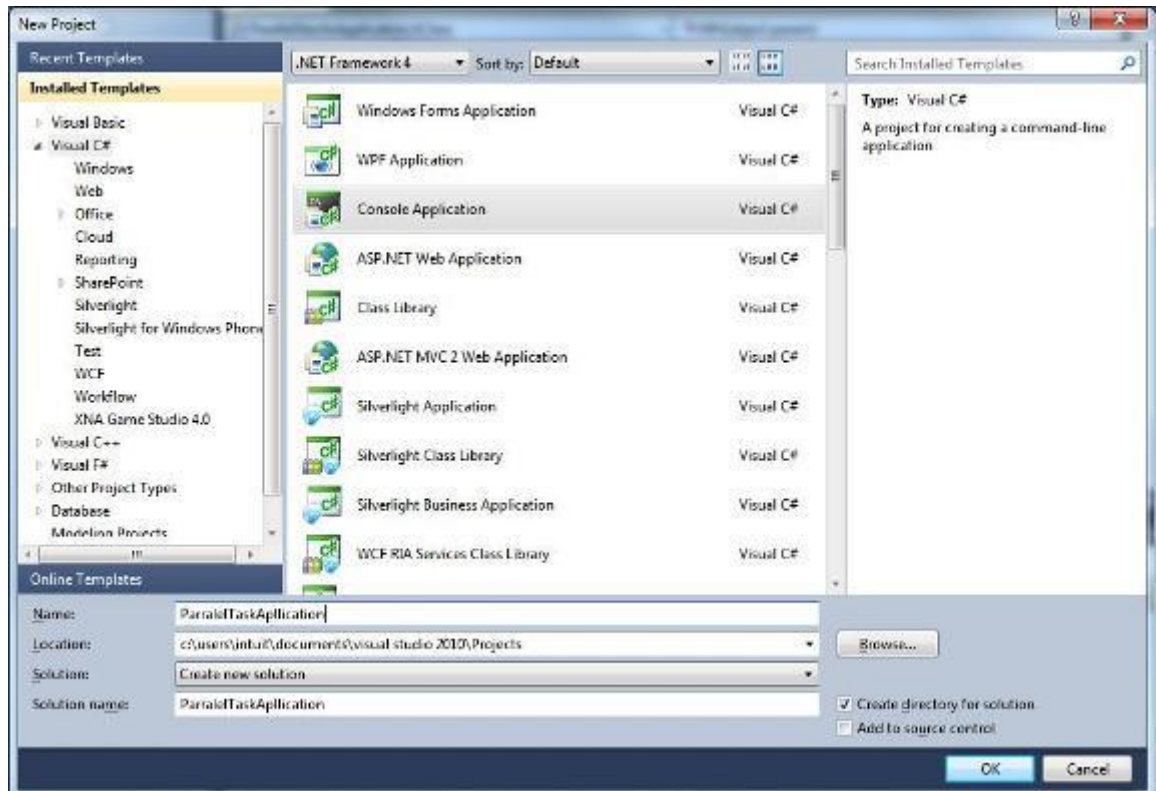 New Project
Recent Templates
Installed Templates
Visual Basic
Visual C#
Windows
Web
Office
Cloud
Reporting
SharePoint
Silverlight
Silverlight for Windows Phone
Test
WCF
Workflow
XNA Game Studio 4.0
Visual C++
Visual F#
Other Project Types
Database
Modeling Projects
Online Templates
.NET Framework 4 Sort by: Default
Windows Forms Application Visual C#
WPF Application Visual C#
Console Application Visual C#
ASP.NET Web Application Visual C#
Class Library Visual C#
ASP.NET MVC 2 Web Application Visual C#
Silverlight Application Visual C#
Silverlight Class Library Visual C#
Silverlight Business Application Visual C#
WCF RIA Services Class Library Visual C#
Search Installed Templates
Type: Visual C#
A project for creating a command-line
application
Name: ParralelTaskApllication
Location: c:\users\intuit\documents\visual studio 2010\Projects
Browse...
Solution: Create new solution
Solution name: ParralelTaskApllication
Create directory for solution
Add to source control
OK Cancel